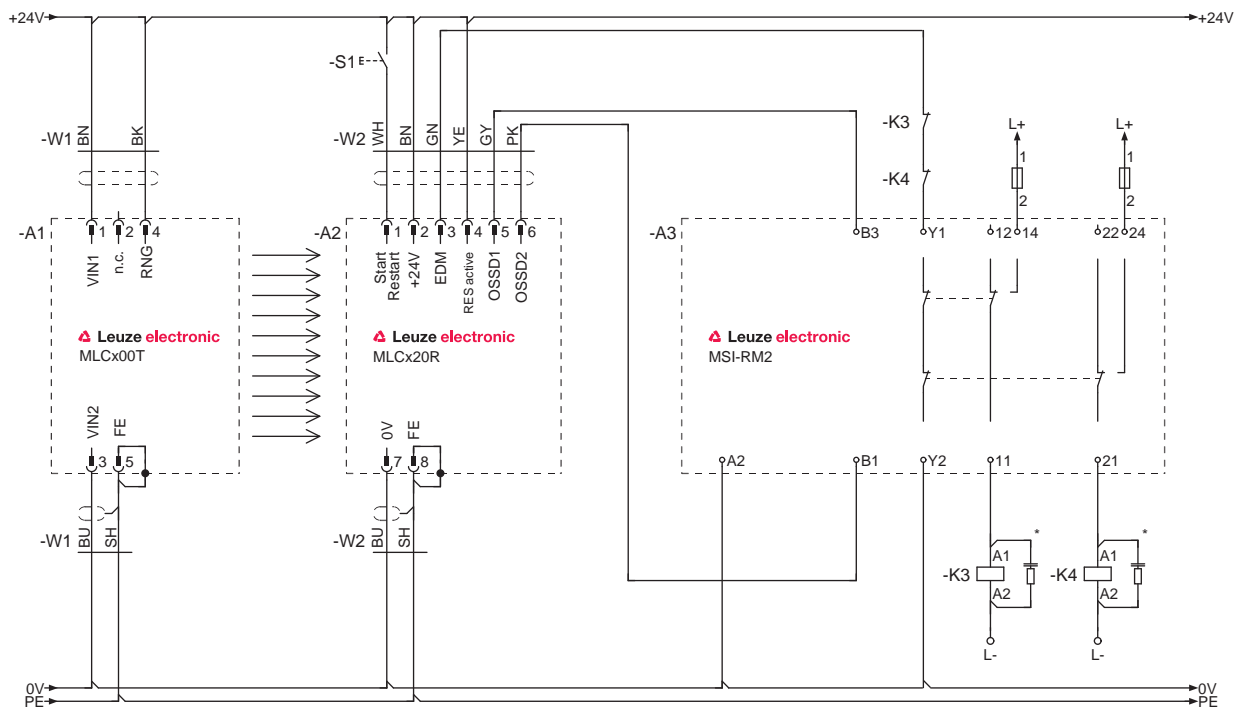 +24V
+24V
-S1
-W1
BN
BK
-W2
WH
BN
GN
YE
GY
PK
-K3
-K4
L+
1
2
L+
1
2
-A1
1
2
4
VIN1
n.c.
RNG
-A2
1
2
3
4
5
6
Start
Restart
+24V
EDM
RES active
OSSD1
OSSD2
-A3
B3
Y1
12
14
22
24
Leuze electronic
MLCx00T
Leuze electronic
MLCx20R
Leuze electronic
MSI-RM2
VIN2
FE
3
5
0V
FE
7
8
A2
B1
Y2
11
21
-W1
BU
SH
-W2
BU
SH
-K3
A1
A2
*
L-
-K4
A1
A2
*
L-
0V
0V
PE
PE